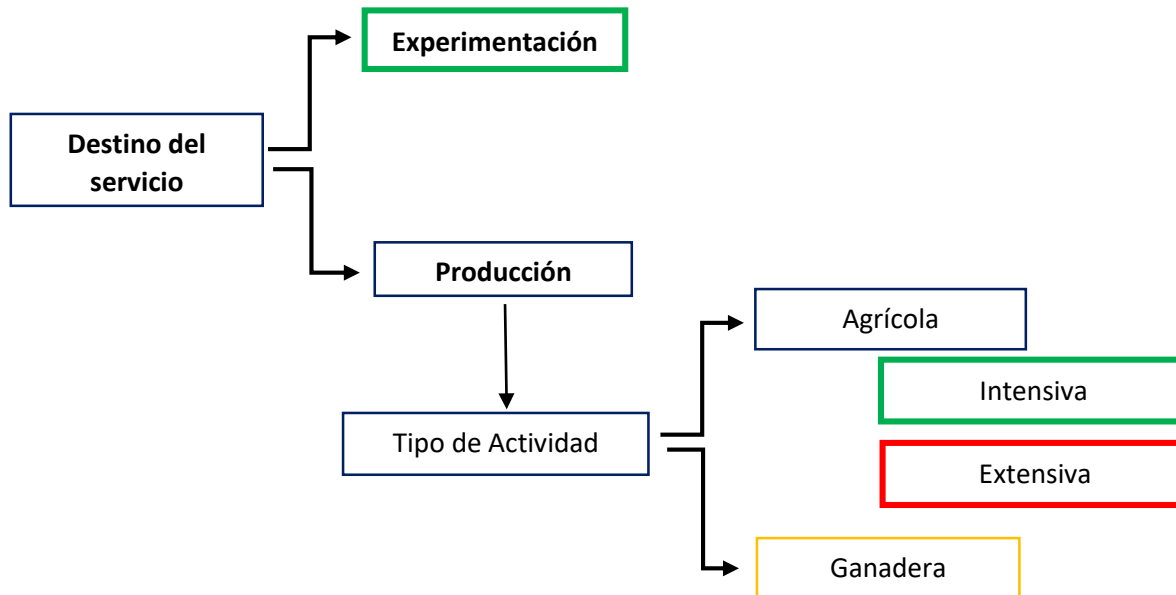 Experimentación
Destino del
servicio
Producción
Agrícola
Intensiva
Tipo de Actividad
Extensiva
Ganadera